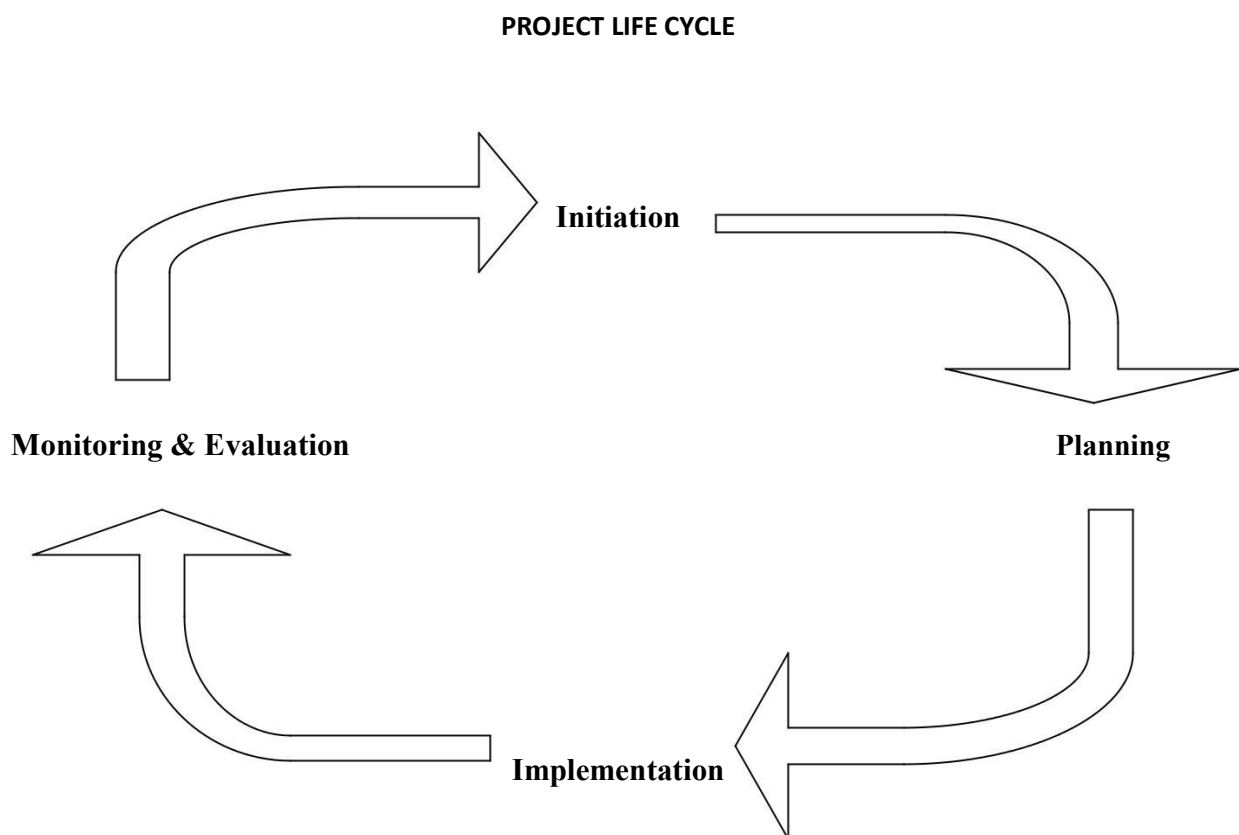 PROJECT LIFE CYCLE
Initiation
Monitoring & Evaluation
Planning
Implementation